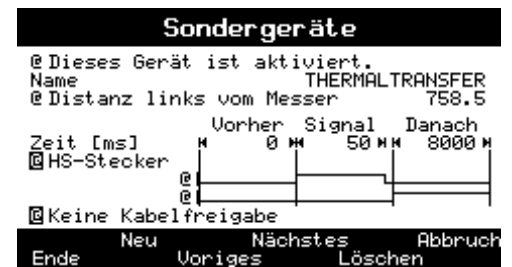 Sondergeräte
@ Dieses Gerät ist aktiviert.
Name THERMALTRANSFER
@ Distanz links vom Messer 758.5
Vorher Signal Danach
Zeit [ms] 0 50 8000
@ HS-Stecker
@
@
@ Keine Kabelfreigabe
Neu Nächstes Abbruch
Ende Voriges Löschen